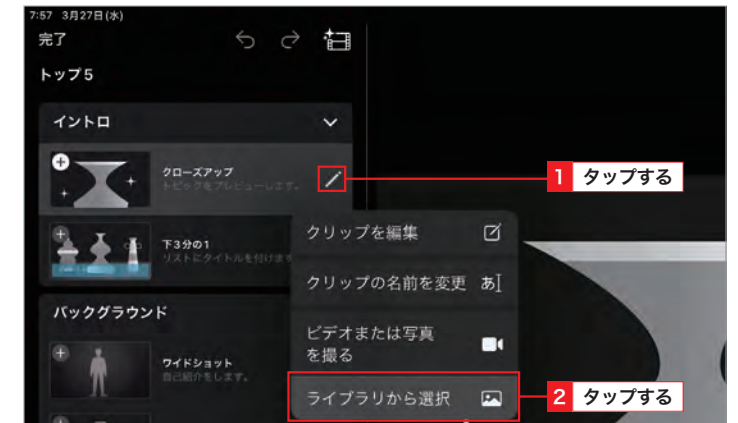 7:57 3月27日(水)
完了
トップ5
イントロ
クローズアップ
トピックをプレビューします。
1 タップする
下3分の1
リストにタイトルを付けます
クリップを編集
クリップの名前を変更 あ
バックグラウンド
ビデオまたは写真
を撮る
ワイドショット
自己紹介をします。
ライブラリから選択
2 タップする